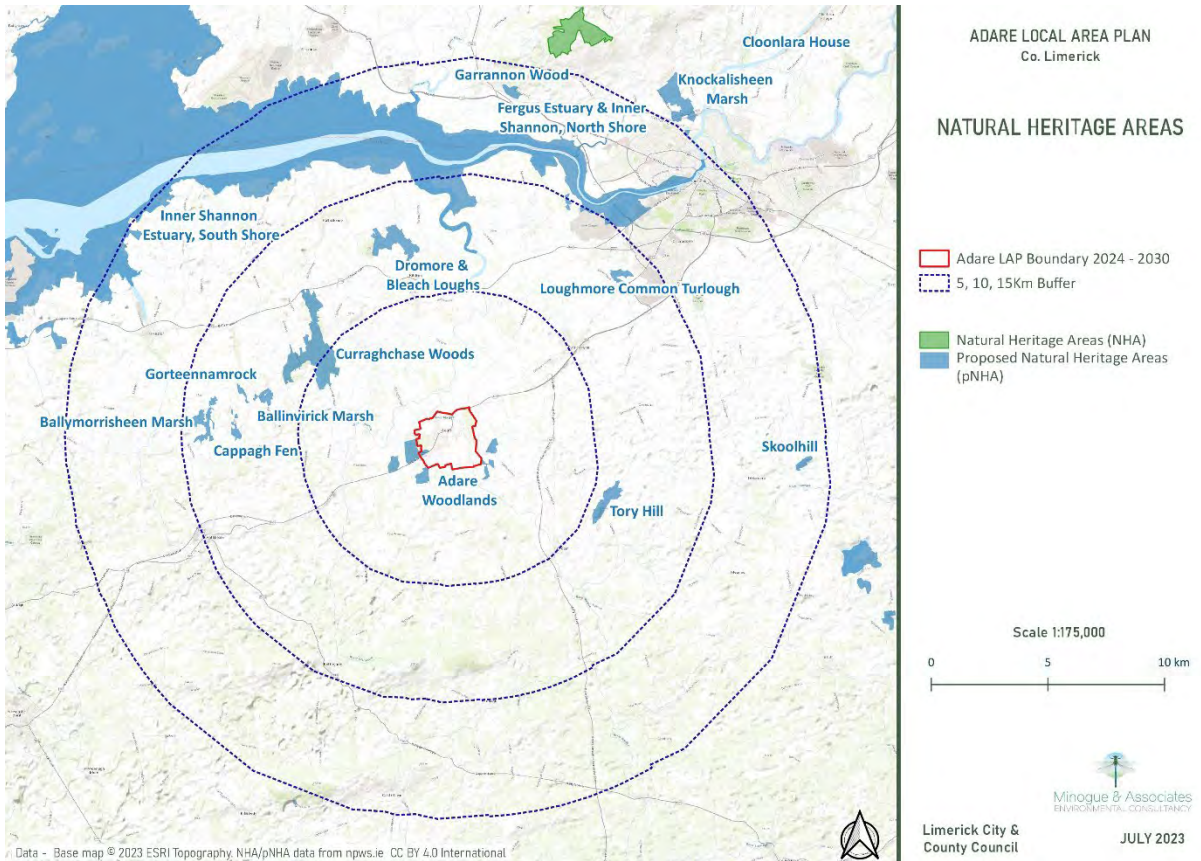 Cloonlara House
Garrannon Wood
Knockalisheen
Marsh
Fergus Estuary & Inner
Shannon, North Shore
Inner Shannon
Estuary, South Shore
Dromore &
Bleach Loughs
Loughmore Common Turlough
Curraghchase Woods
Gorteennamrock
Ballinvirick Marsh
Ballymorrisheen Marsh
Cappagh Fen
Skoolhill
Adare
Woodlands
Tory Hill
Data - Base map © 2023 ESRI Topography. NHA/pNHA data from npws.ie CC BY 4.0 International
ADARE LOCAL AREA PLAN
Co. Limerick
NATURAL HERITAGE AREAS
Adare LAP Boundary 2024 - 2030
5, 10, 15Km Buffer
Natural Heritage Areas (NHA)
Proposed Natural Heritage Areas
(pNHA)
Scale 1:175,000
0 5 10 km
Minogue & Associates
ENVIRONMENTAL CONSULTANCY
Limerick City &
County Council
JULY 2023